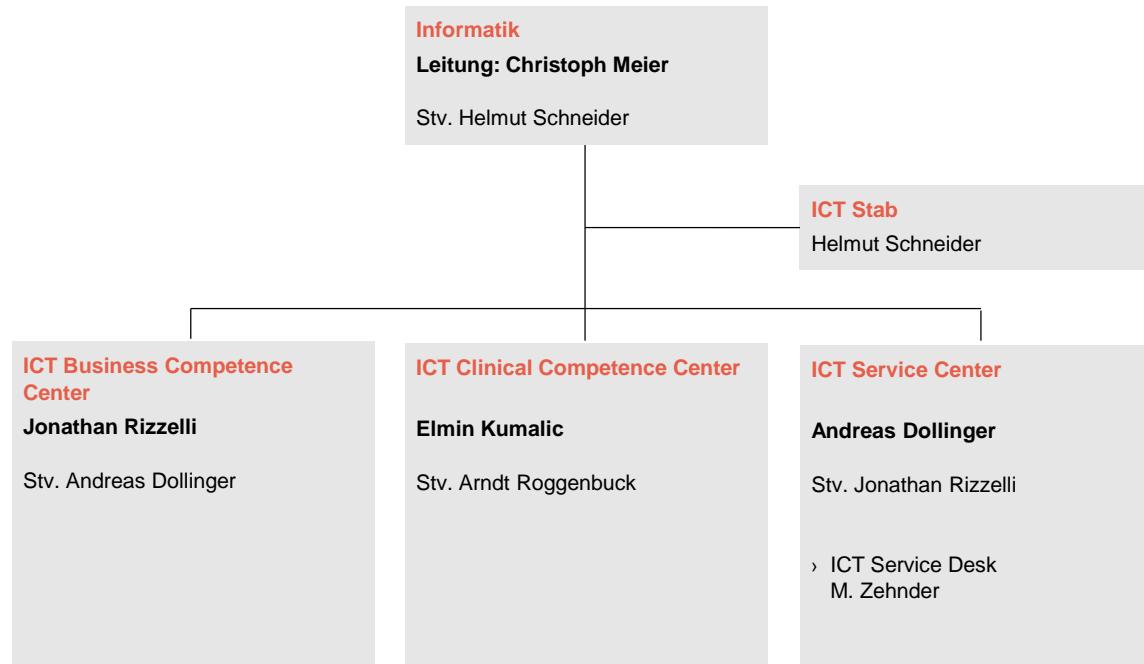 Informatik
Leitung: Christoph Meier
Stv. Helmut Schneider
ICT Stab
Helmut Schneider
ICT Business Competence
Center
Jonathan Rizzelli
Stv. Andreas Dollinger
ICT Clinical Competence Center
Elmin Kumalic
Stv. Arndt Roggenbuck
ICT Service Center
Andreas Dollinger
Stv. Jonathan Rizzelli
› ICT Service Desk
M. Zehnder